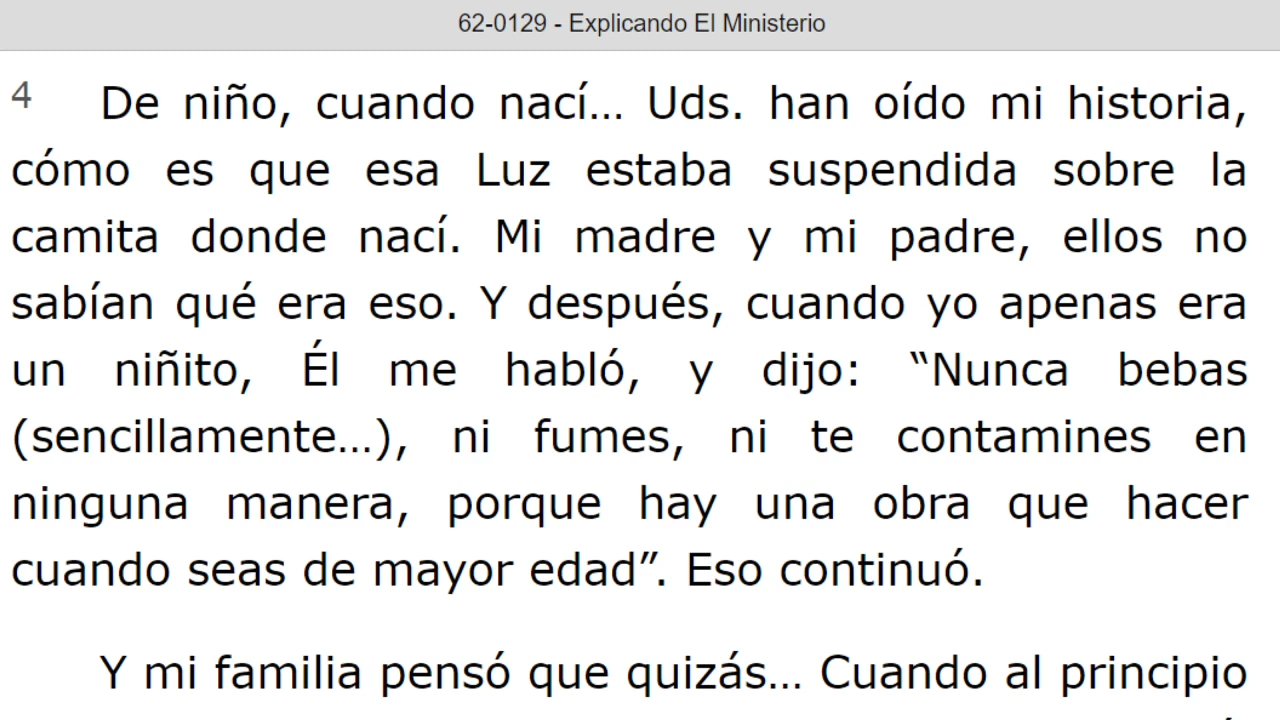 62-0129 - Explicando El Ministerio
4 De niño, cuando nací… Uds. han oído mi historia,
cómo es que esa Luz estaba suspendida sobre la
camita donde nací. Mi madre y mi padre, ellos no
sabían qué era eso. Y después, cuando yo apenas era
un niñito, Él me habló, y dijo: “Nunca bebas
(sencillamente…), ni fumes, ni te contamines en
ninguna manera, porque hay una obra que hacer
cuando seas de mayor edad”. Eso continuó.
Y mi familia pensó que quizás… Cuando al principio